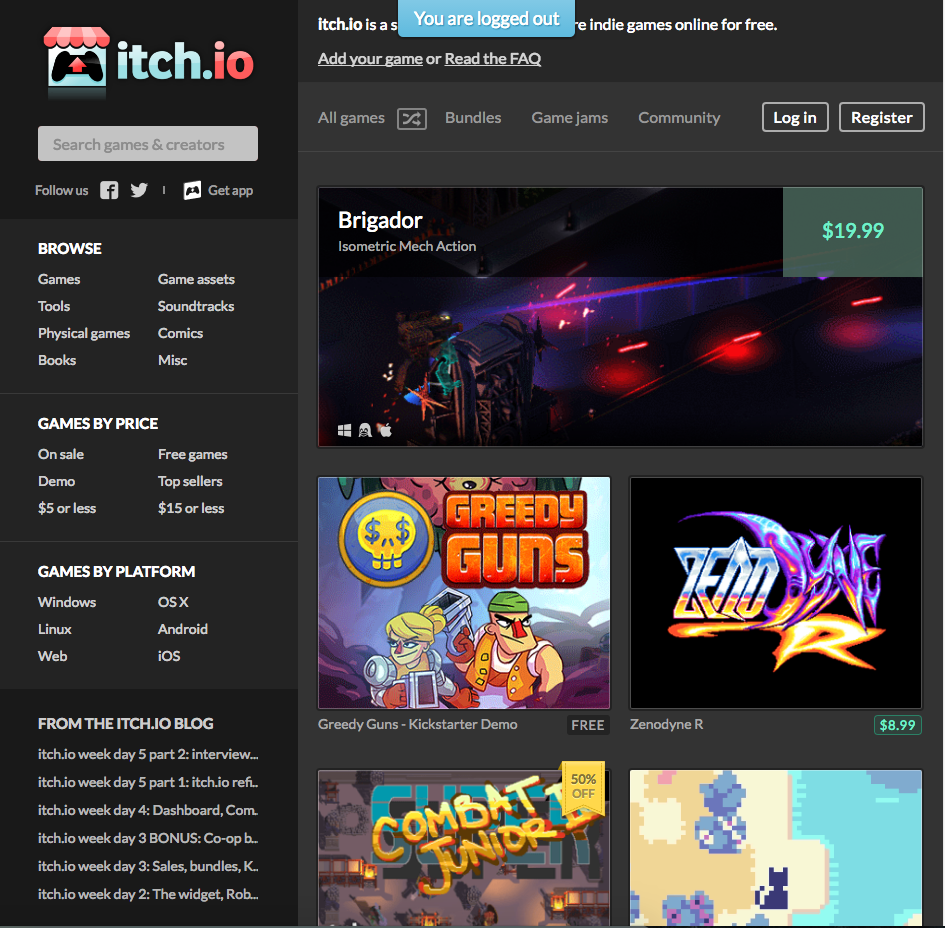 itch.io
Search games & creators
Follow us
Get app
BROWSE
Games
Game assets
Tools
Soundtracks
Physical games
Comics
Books
Misc
GAMES BY PRICE
On sale
Free games
Demo
Top sellers
$5 or less
$15 or less
GAMES BY PLATFORM
Windows
OS X
Linux
Android
Web
iOS
FROM THE ITCH.IO BLOG
itch.io week day 5 part 2: interview...
itch.io week day 5 part 1: itch.io refi...
itch.io week day 4: Dashboard, Com...
itch.io week day 3 BONUS: Co-op b...
itch.io week day 3: Sales, bundles, K...
itch.io week day 2: The widget, Rob...
You are logged out
itch.io is a s re indie games online for free.
Add your game or Read the FAQ
All games
Bundles
Game jams
Community
Log in
Register
Brigador
Isometric Mech Action
$19.99
GREEDY
GUNS
Greedy Guns - Kickstarter Demo
FREE
ZENODYNE
R
Zenodyne R
$8.99
50%
OFF
SUPER
COMBAT
JUNIOR